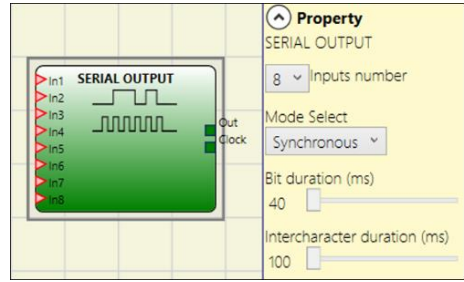 In1 SERIAL OUTPUT
In2
In3
In4
In5
In6
In7
In8
Out
Clock
Property
SERIAL OUTPUT
8 Inputs number
Mode Select
Synchronous
Bit duration (ms)
40
Intercharacter duration (ms)
100